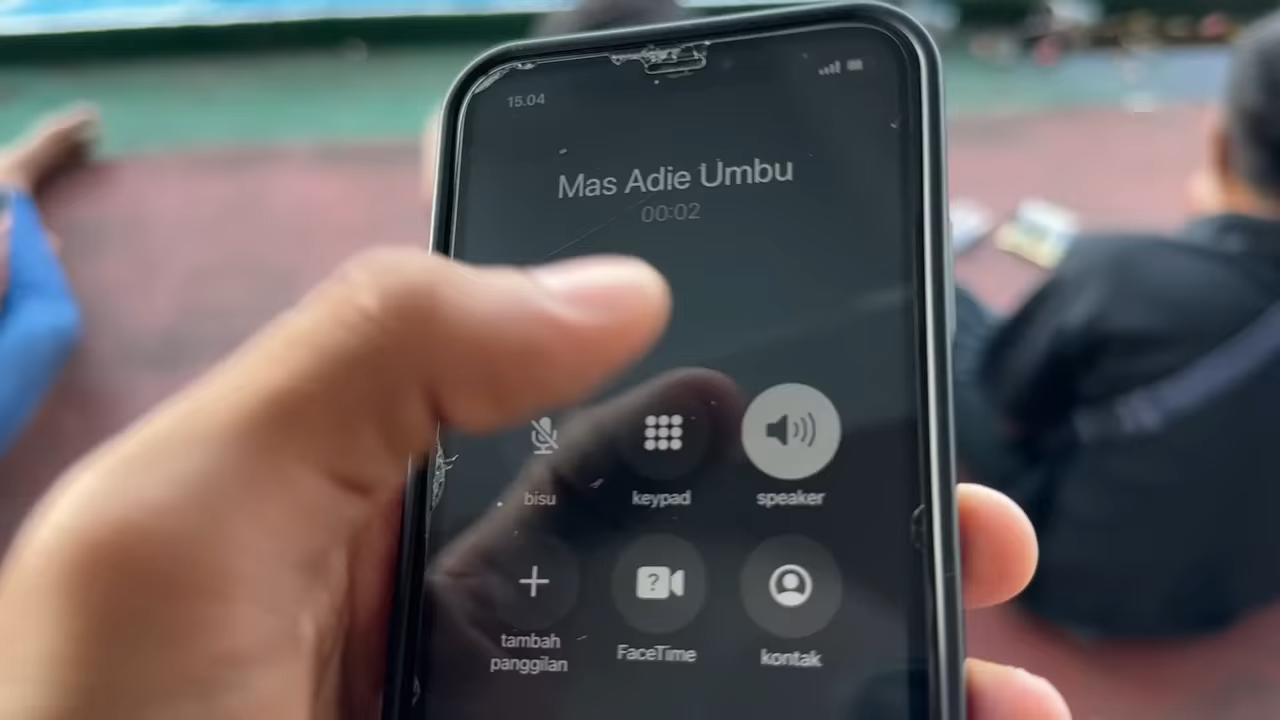 15.04
Mas Adie Umbu
00:02
bisu
keypad
speaker
tambah
panggilan
FaceTime
kontak